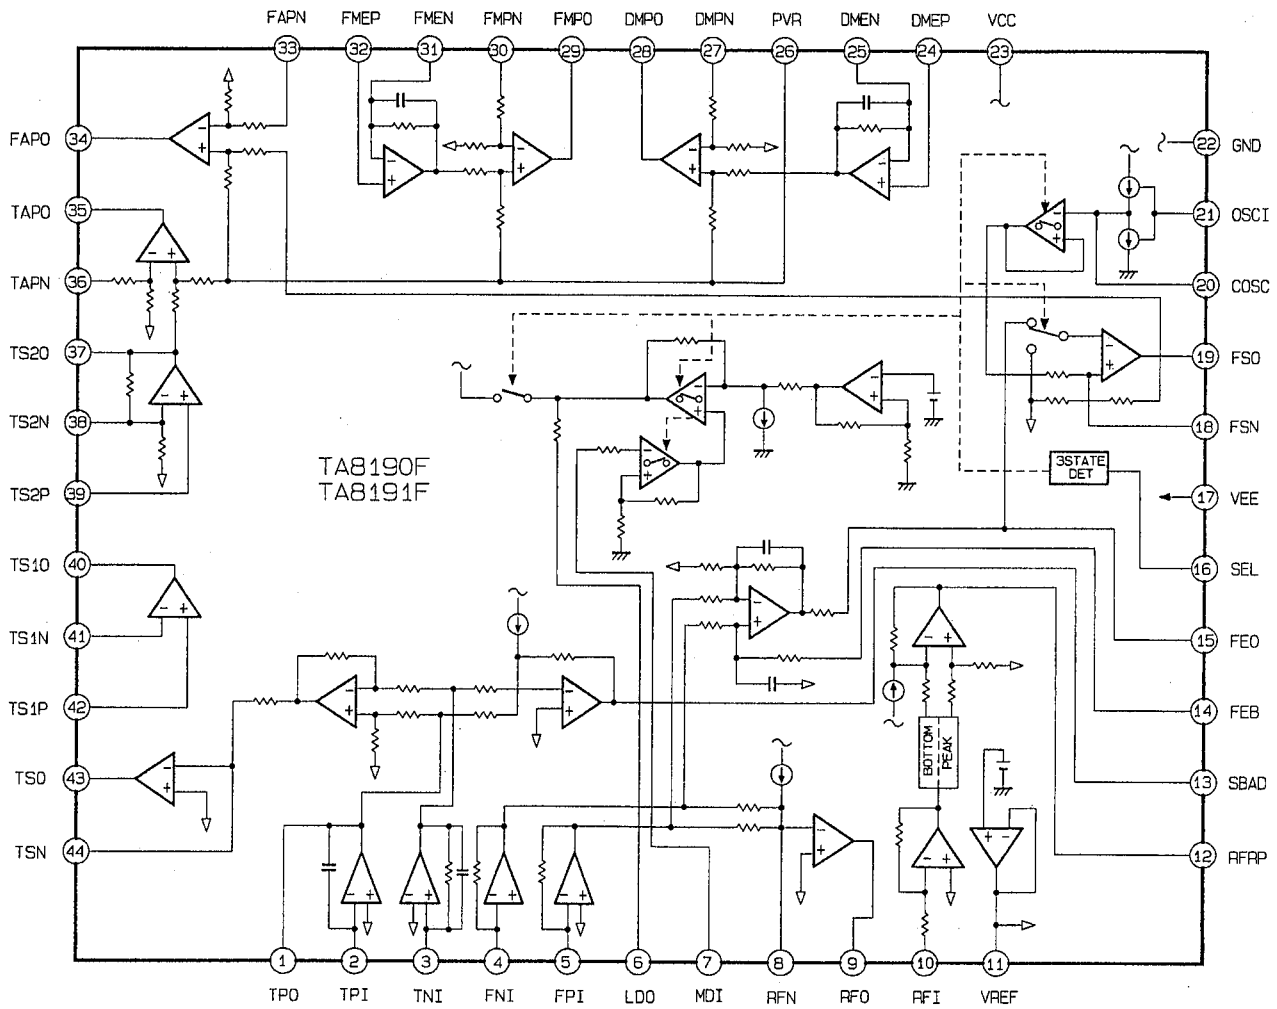 FAPN FMEP FMEN FMPN FMPO DMPO DMPN PVR DMEN DMEP VCC
33 32 31 30 29 28 27 26 25 24 23
FAPO 34
22 GND
TAPO 35
21 OSCI
TAPN 36
20 COSC
TS2O 37
19 FSO
TS2N 38
18 FSN
TA8190F
TA8191F
3STATE
DET
TS2P 39
17 VEE
TS1O 40
16 SEL
TS1N 41
15 FEO
TS1P 42
14 FEB
BOTTOM
PEAK
TSO 43
13 SBAD
TSN 44
12 RFRP
1 2 3 4 5 6 7 8 9 10 11
TPO TPI TNI FNI FPI LDO MDI RFN RFO RFI VREF